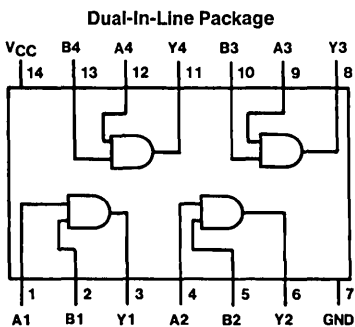 Dual-In-Line Package
VCC B4 A4 Y4 B3 A3 Y3
14 13 12 11 10 9 8
1 2 3 4 5 6 7
A1 B1 Y1 A2 B2 Y2 GND